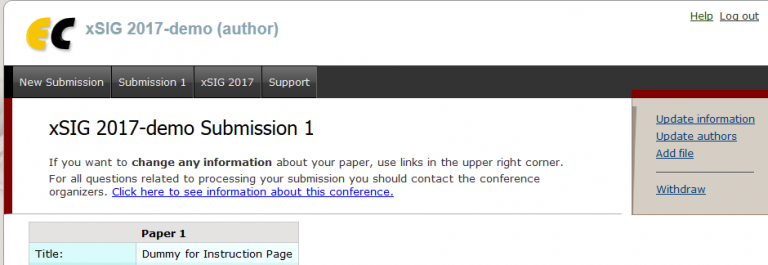 EC
xSIG 2017-demo (author)
Help Log out
New Submission Submission 1 xSIG 2017 Support
xSIG 2017-demo Submission 1
If you want to change any information about your paper, use links in the upper right corner.
For all questions related to processing your submission you should contact the conference
organizers. Click here to see information about this conference.
Update information
Update authors
Add file
Withdraw
Paper 1
Title: Dummy for Instruction Page